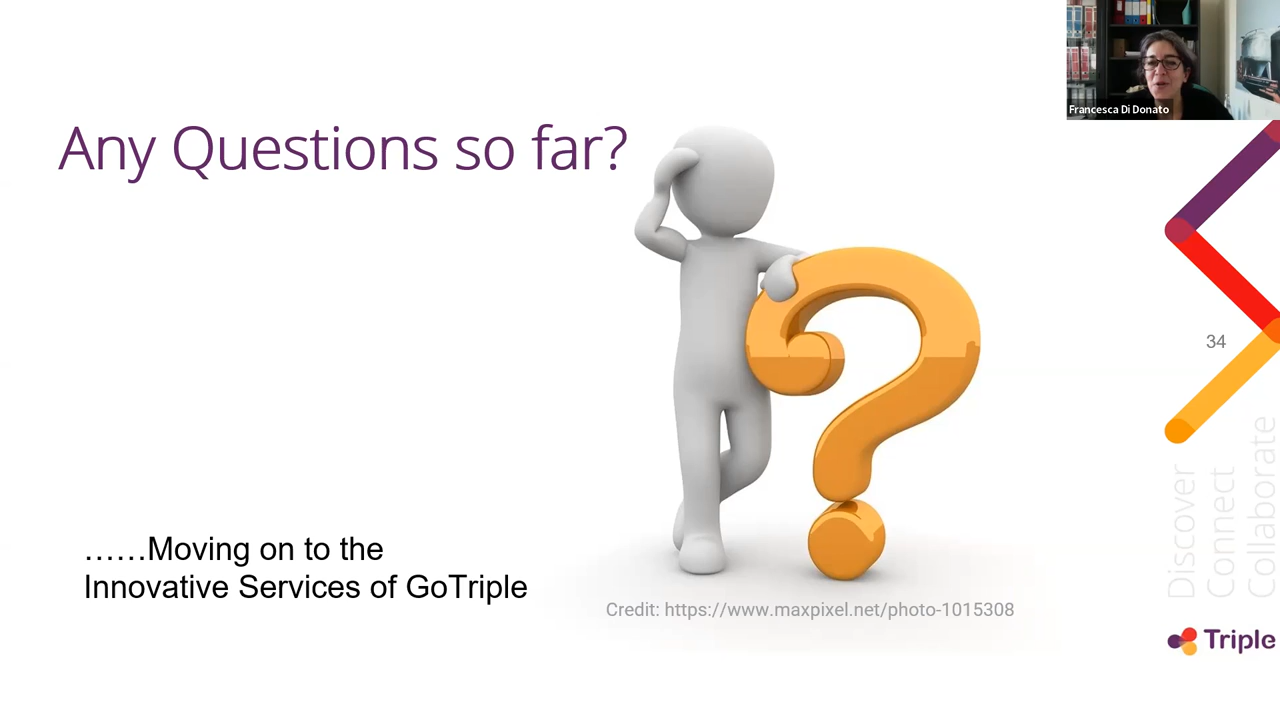 Francesca Di Donato
Any Questions so far?
34
……Moving on to the
Innovative Services of GoTriple
Credit: https://www.maxpixel.net/photo-1015308
Discover
Connect
Collaborate
Triple